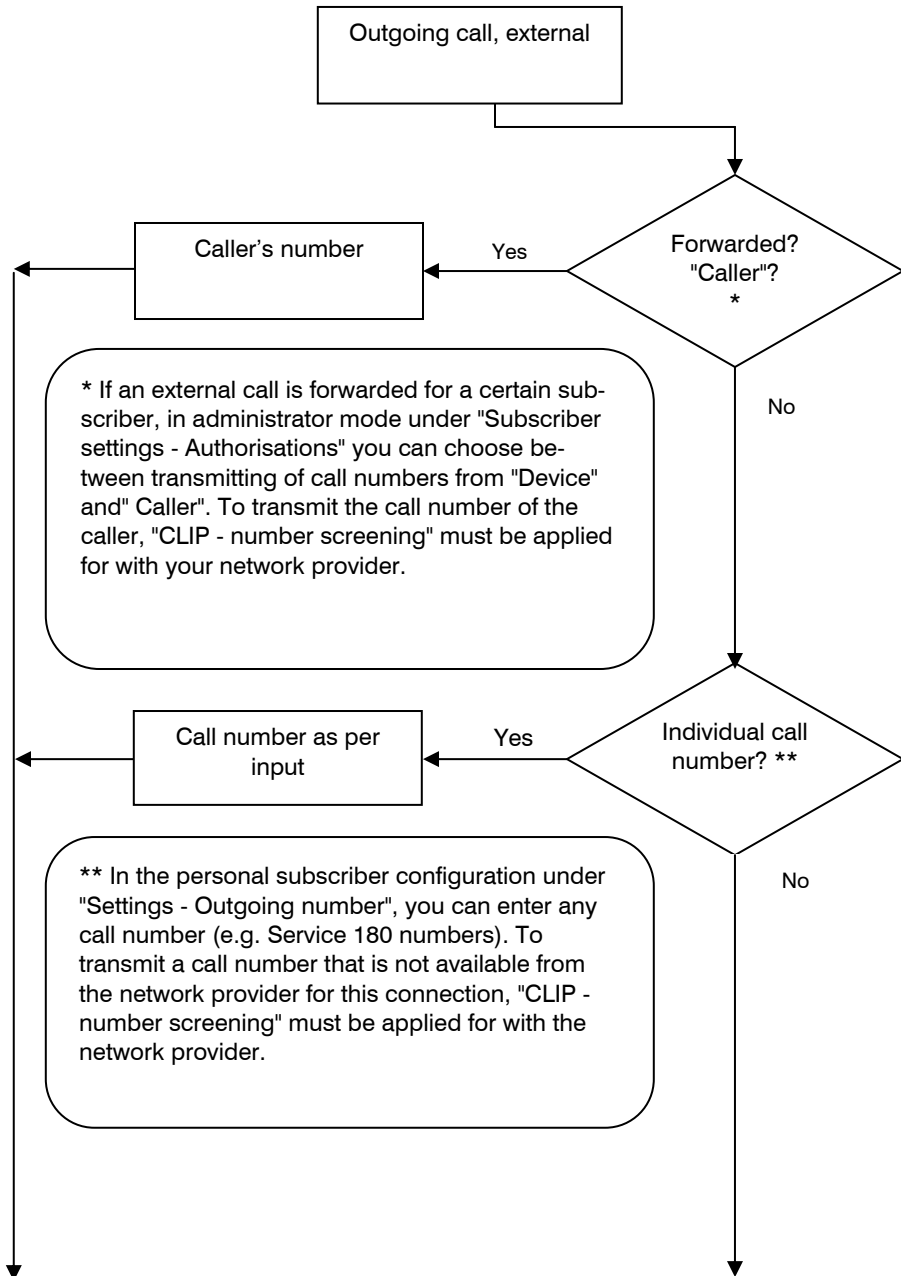 Outgoing call, external
Forwarded?
"Caller"?
*
Yes
Caller's number
No
* If an external call is forwarded for a certain sub-
scriber, in administrator mode under "Subscriber
settings - Authorisations" you can choose be-
tween transmitting of call numbers from "Device"
and" Caller". To transmit the call number of the
caller, "CLIP - number screening" must be applied
for with your network provider.
Individual call
number? **
Yes
Call number as per
input
No
** In the personal subscriber configuration under
"Settings - Outgoing number", you can enter any
call number (e.g. Service 180 numbers). To
transmit a call number that is not available from
the network provider for this connection, "CLIP -
number screening" must be applied for with the
network provider.